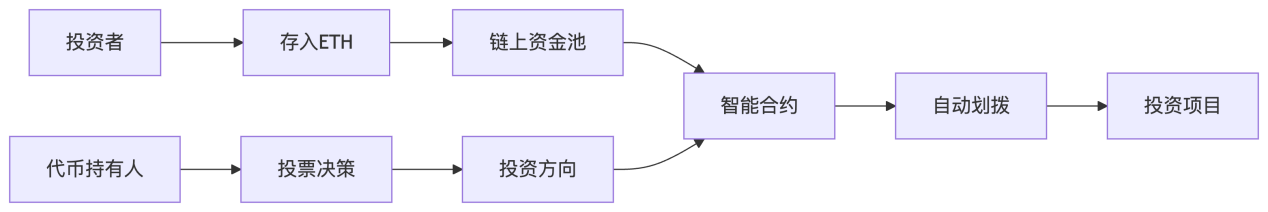 投资者
存入ETH
链上资金池
代币持有人
投票决策
投资方向
智能合约
自动划拨
投资项目